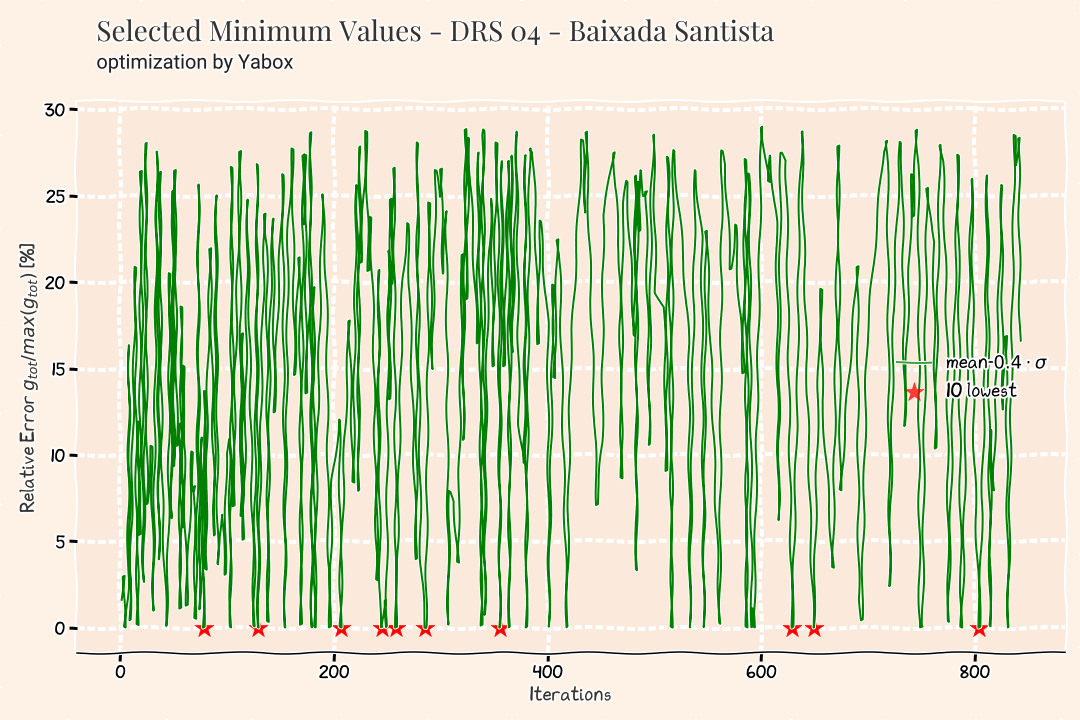 Selected Minimum Values - DRS 04 - Baixada Santista
optimization by Yabox
Relative Error g_tot/max(g_tot) [%]
30
25
20
15
10
5
0
mean-0.4 · σ
10 lowest
0 200 400 600 800
Iterations